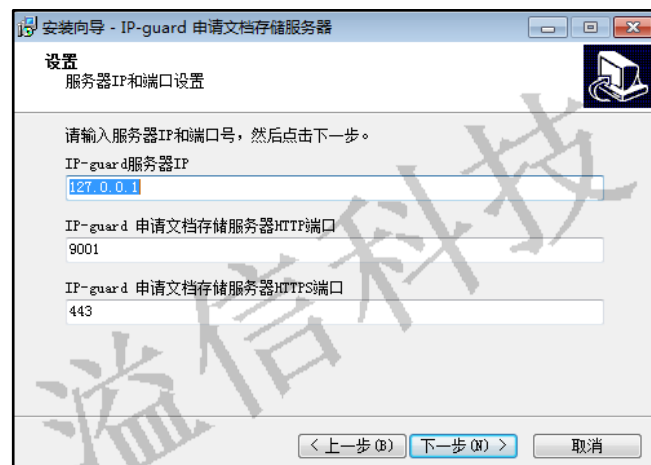 安装向导 - IP-guard 申请文档存储服务器
设置
服务器IP和端口设置
请输入服务器IP和端口号，然后点击下一步。
IP-guard服务器IP
127.0.0.1
IP-guard 申请文档存储服务器HTTP端口
9001
IP-guard 申请文档存储服务器HTTPS端口
443
溢信科技
< 上一步(B)
下一步(N) >
取消